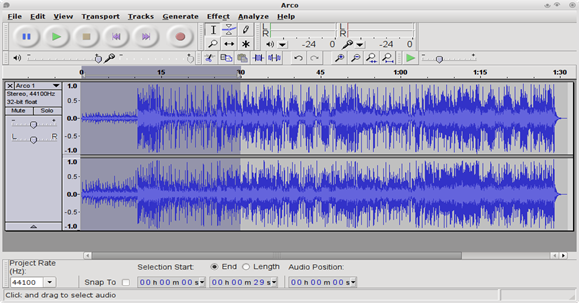 Arco
File Edit View Transport Tracks Generate Effect Analyze Help
L R -24 0 L R -24 0
0 15 30 45 1:00 1:15 1:30
Arco 1
Stereo, 44100Hz
32-bit float
Mute Solo
- +
L R
1.0
0.5
0.0
-0.5
-1.0
1.0
0.5
0.0
-0.5
-1.0
Project Rate (Hz):
44100
Snap To
Selection Start:
End
Length
Audio Position:
00 h 00 m 00 s
00 h 00 m 29 s
00 h 00 m 00 s
Click and drag to select audio